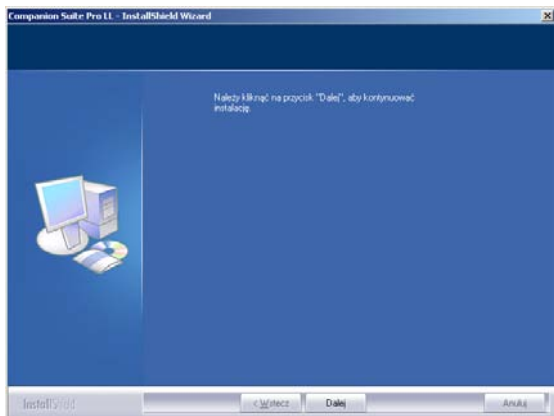 Companion Suite Pro LL - InstallShield Wizard
Należy kliknąć na przycisk "Dalej", aby kontynuować
instalację.
InstallShield
< Wstecz
Dalej
Anuluj